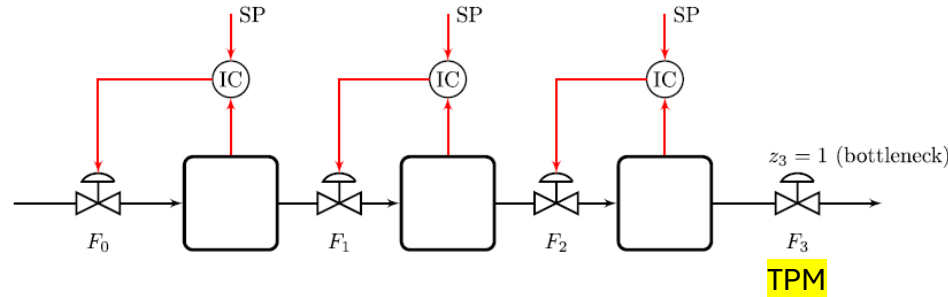 SP
SP
SP
IC
IC
IC
z₃ = 1 (bottleneck)
F₀
F₁
F₂
F₃
TPM